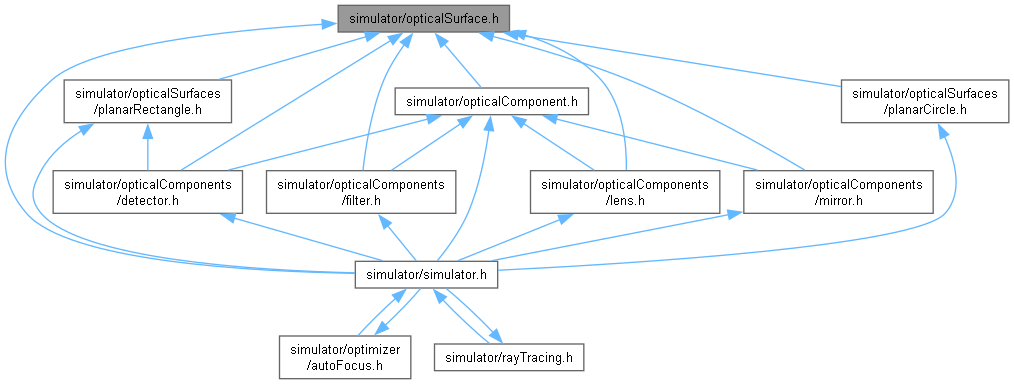 simulator/opticalSurface.h
simulator/opticalSurfaces
/planarRectangle.h
simulator/opticalComponent.h
simulator/opticalSurfaces
/planarCircle.h
simulator/opticalComponents
/detector.h
simulator/opticalComponents
/filter.h
simulator/opticalComponents
/lens.h
simulator/opticalComponents
/mirror.h
simulator/simulator.h
simulator/optimizer
/autoFocus.h
simulator/rayTracing.h